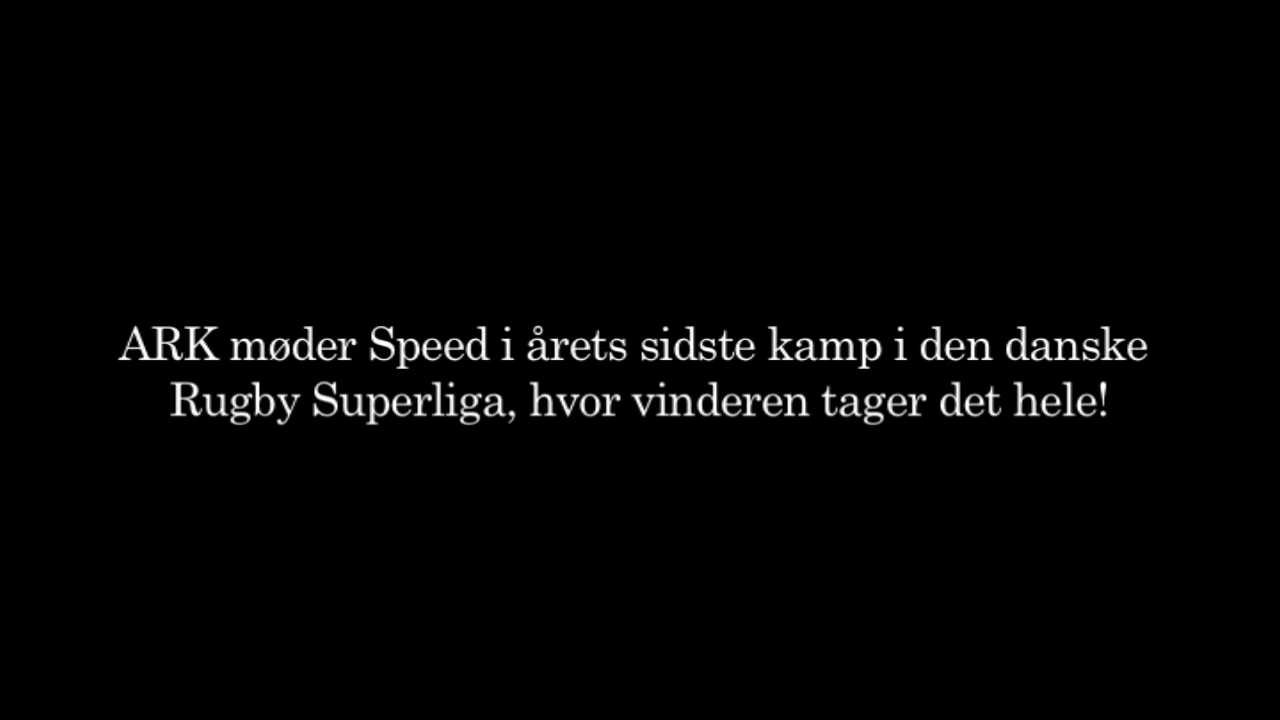 ARK møder Speed i årets sidste kamp i den danske
Rugby Superliga, hvor vinderen tager det hele!